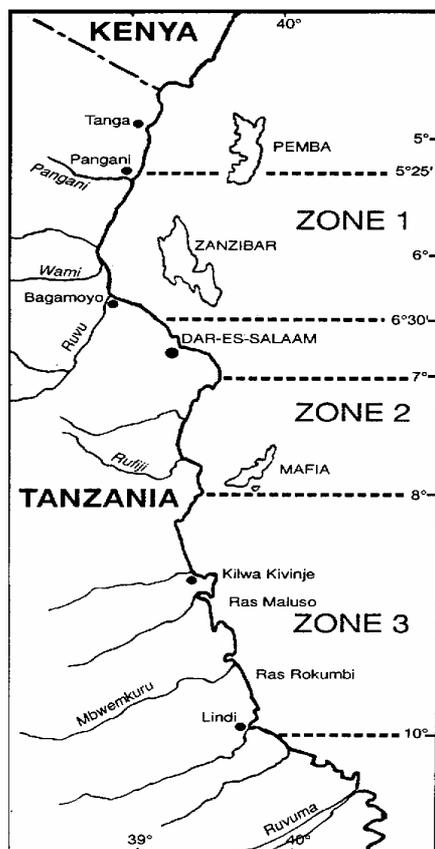 KENYA
40°
Tanga
5°
PEMBA
Pangani
Pangani
5°25'
ZONE 1
ZANZIBAR
6°
Wami
Bagamoyo
6°30'
Ruvu
DAR-ES-SALAAM
7°
ZONE 2
Rufiji
MAFIA
TANZANIA
8°
Kilwa Kivinje
Ras Maluso
ZONE 3
Ras Rokumbi
Mbwemkuru
Lindi
10°
Ruvuma
39°
40°